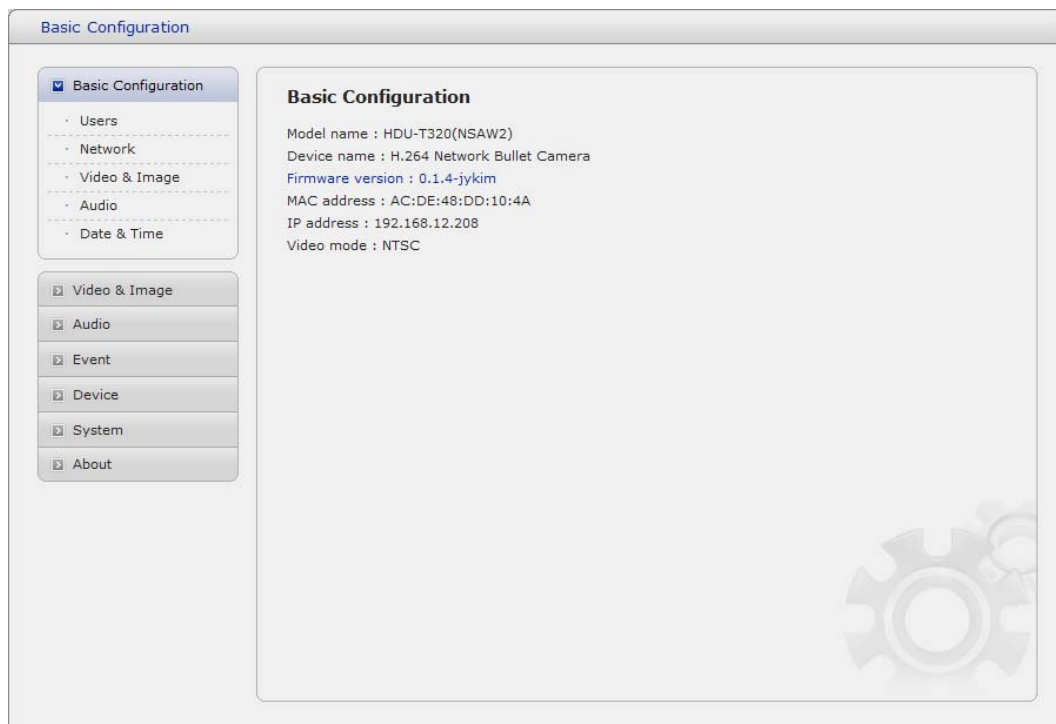 Basic Configuration
Basic Configuration
Users
Network
Video & Image
Audio
Date & Time
Video & Image
Audio
Event
Device
System
About
Basic Configuration
Model name : HDU-T320(NSAW2)
Device name : H.264 Network Bullet Camera
Firmware version : 0.1.4-jykim
MAC address : AC:DE:48:DD:10:4A
IP address : 192.168.12.208
Video mode : NTSC